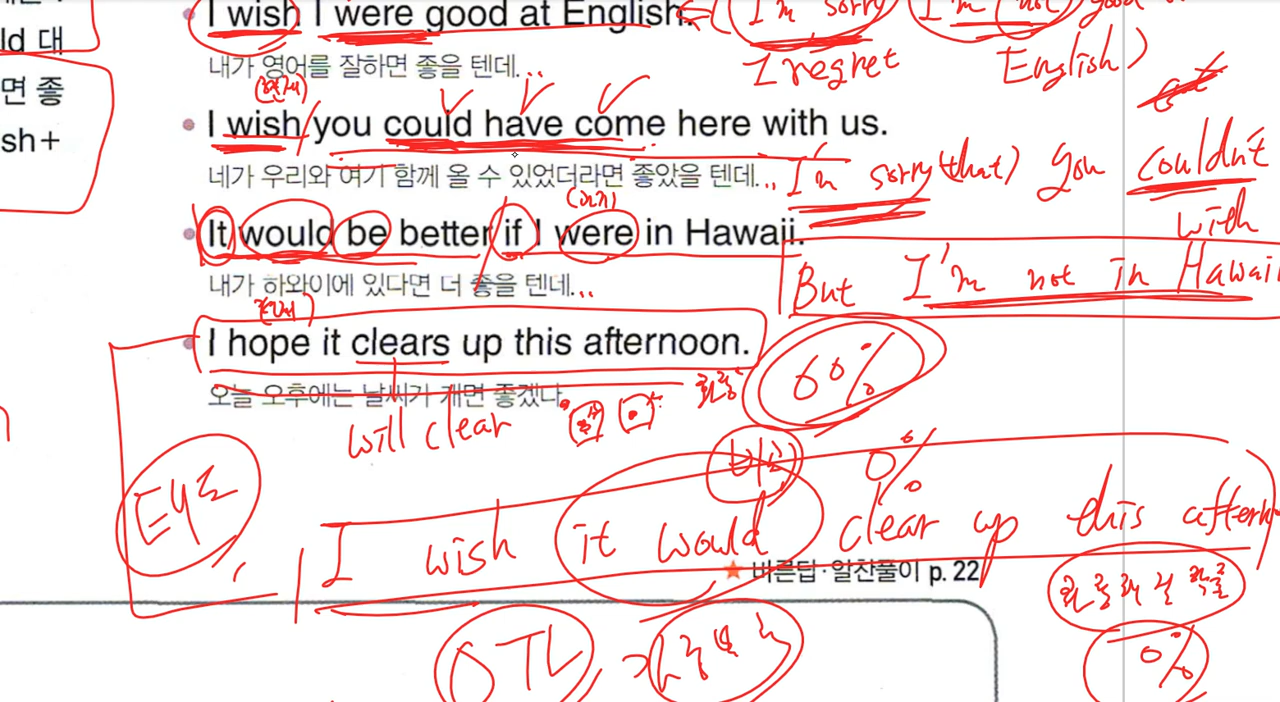 I wish I were good at English. (I'm sorry I'm not good
ld 대
내가 영어를 잘하면 좋을 텐데...
I regret English)
면 좋
(현재)
I wish you could have come here with us.
sh+
네가 우리와 여기 함께 올 수 있었더라면 좋았을 텐데...
I'm sorry (that) you couldn't
with
It would be better if I were in Hawaii.
내가 하와이에 있다면 더 좋을 텐데...
But I'm not in Hawaii
I hope it clears up this afternoon.
60%
오늘 오후에는 날씨가 개면 좋겠다.
will clear
0%
I wish it would clear up this aftern
바른답·알찬풀이 p. 22
OTL
0%